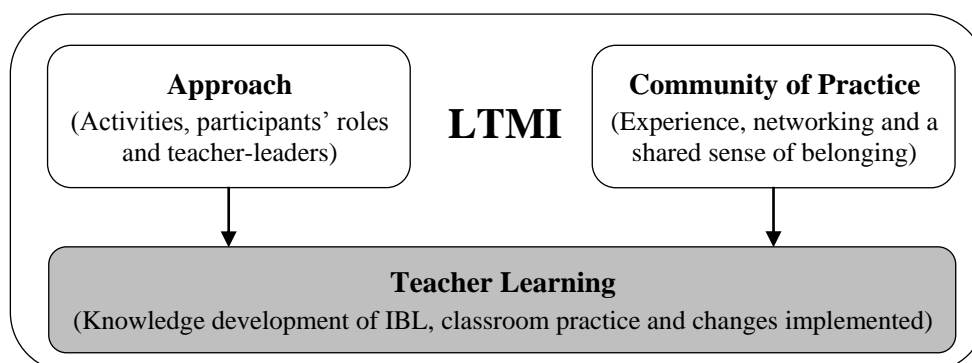 Approach
(Activities, participants' roles
and teacher-leaders)
LTMI
Community of Practice
(Experience, networking and a
shared sense of belonging)
Teacher Learning
(Knowledge development of IBL, classroom practice and changes implemented)